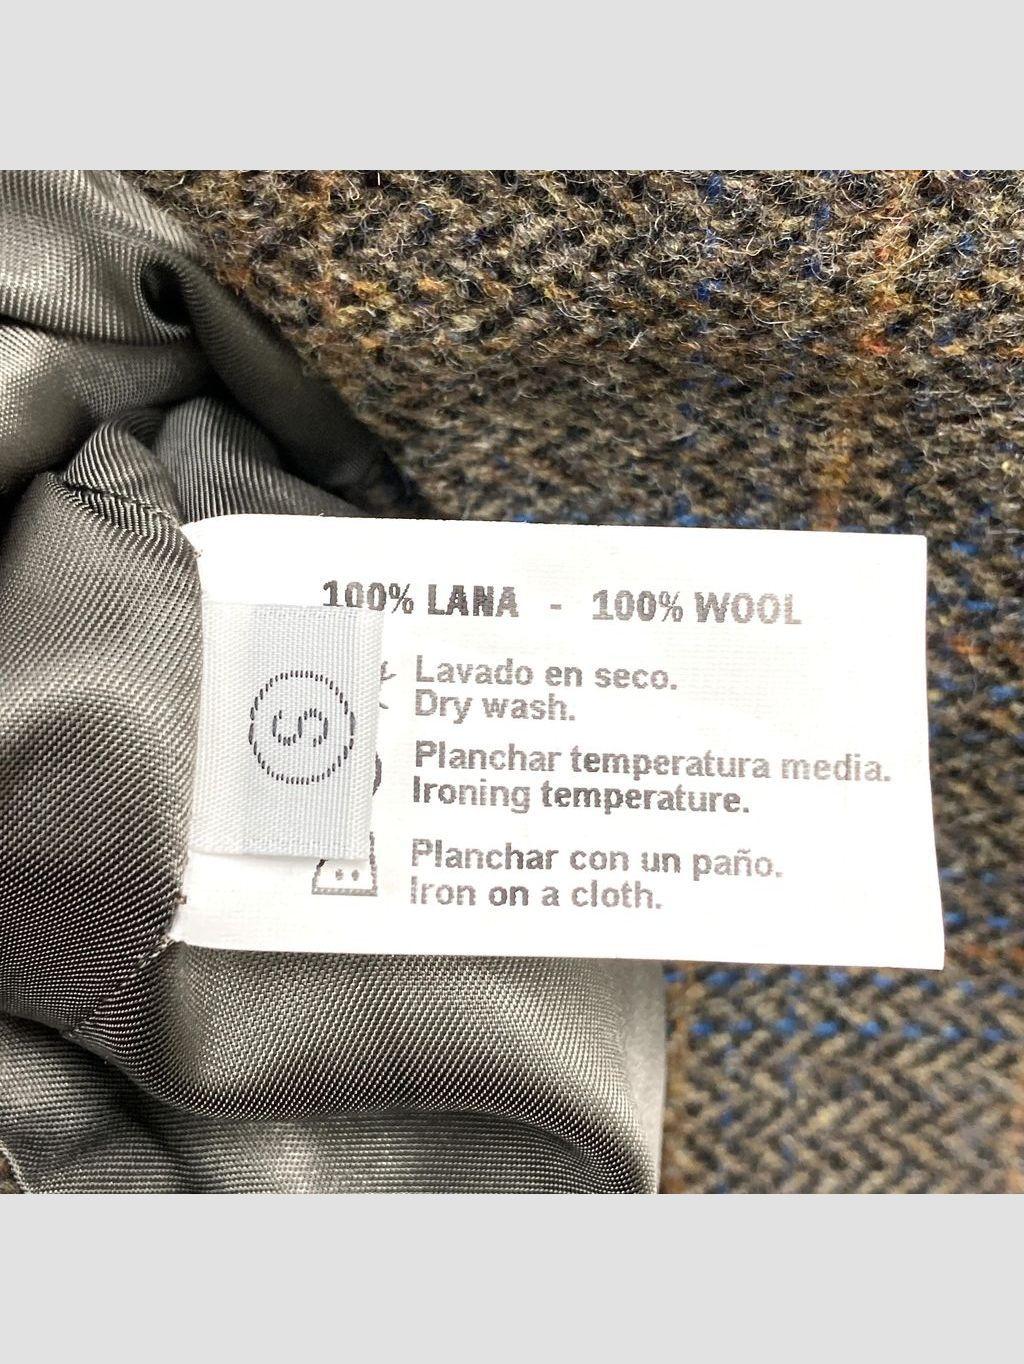 100% LANA - 100% WOOL
Lavado en seco.
Dry wash.
Planchar temperatura media.
Ironing temperature.
Planchar con un paño.
Iron on a cloth.
S